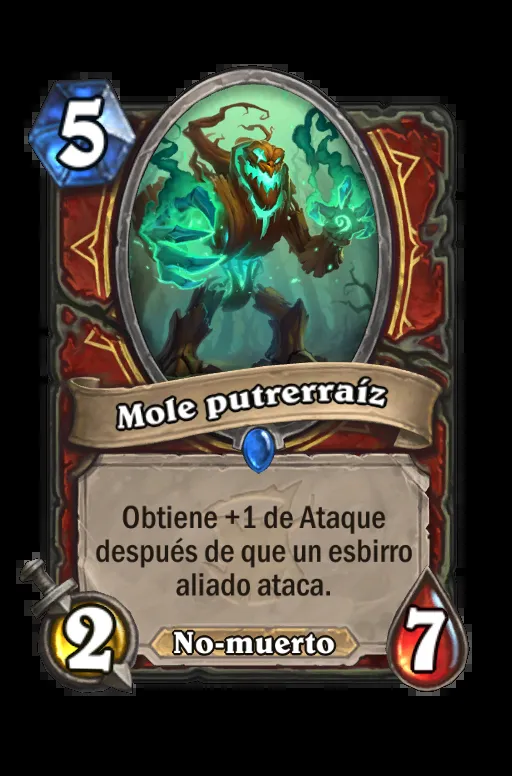 5
Mole putrerraíz
Obtiene +1 de Ataque
después de que un esbirro
aliado ataca.
2
No-muerto
7